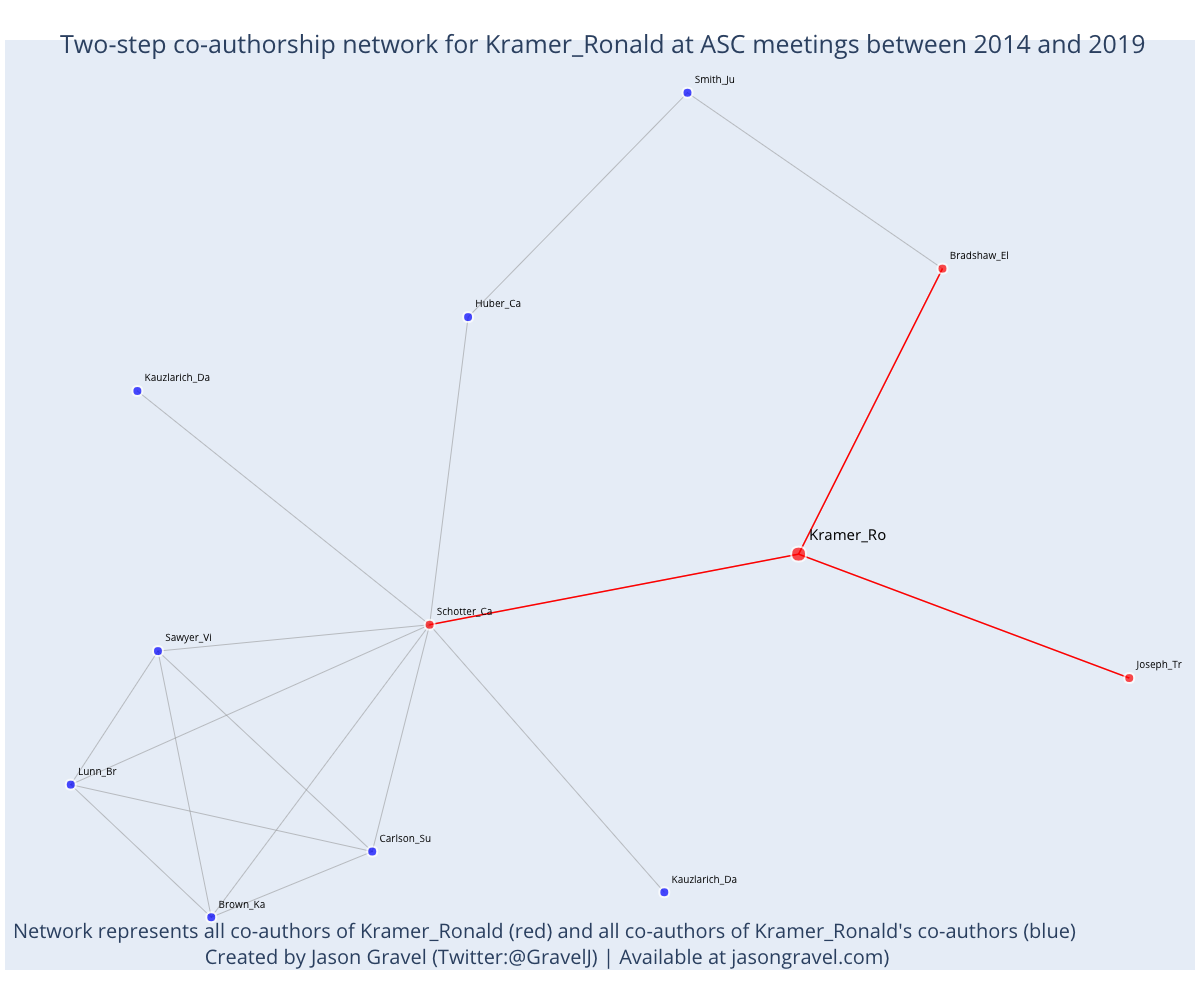 Two-step co-authorship network for Kramer_Ronald at ASC meetings between 2014 and 2019
Smith_Ju
Bradshaw_El
Huber_Ca
Kauzlarich_Da
Kramer_Ro
Schotter_Ca
Sawyer_Vi
Joseph_Tr
Lunn_Br
Carlson_Su
Kauzlarich_Da
Brown_Ka
Network represents all co-authors of Kramer_Ronald (red) and all co-authors of Kramer_Ronald's co-authors (blue)
Created by Jason Gravel (Twitter:@GravelJ) | Available at jasongravel.com)